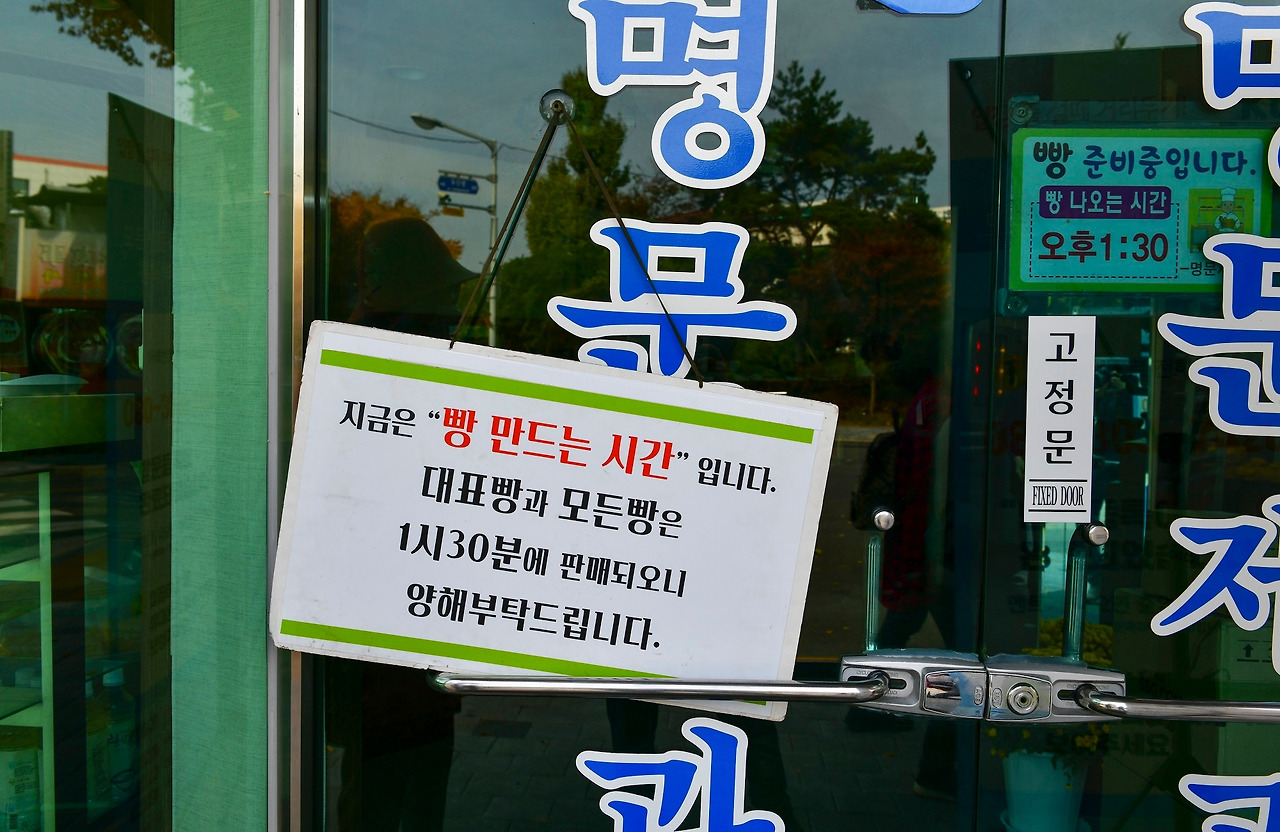 명
문
지금은 “빵 만드는 시간” 입니다.
대표빵과 모든빵은
1시30분에 판매되오니
양해부탁드립니다.
빵 준비중입니다.
빵 나오는 시간
오후1:30
고
정
문
FIXED DOOR
문